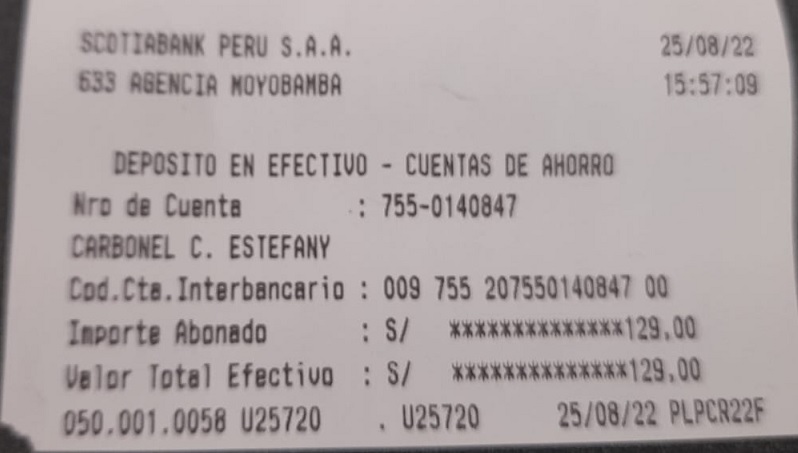 SCOTIABANK PERU S.A.A. 25/08/22
633 AGENCIA MOYOBAMBA 15:57:09
DEPOSITO EN EFECTIVO - CUENTAS DE AHORRO
Nro de Cuenta : 755-0140847
CARBONEL C. ESTEFANY
Cod.Cta.Interbancario : 009 755 207550140847 00
Importe Abonado : S/ **************129.00
Valor Total Efectivo : S/ **************129.00
050.001.0058 U25720 . U25720 25/08/22 PLPCR22F